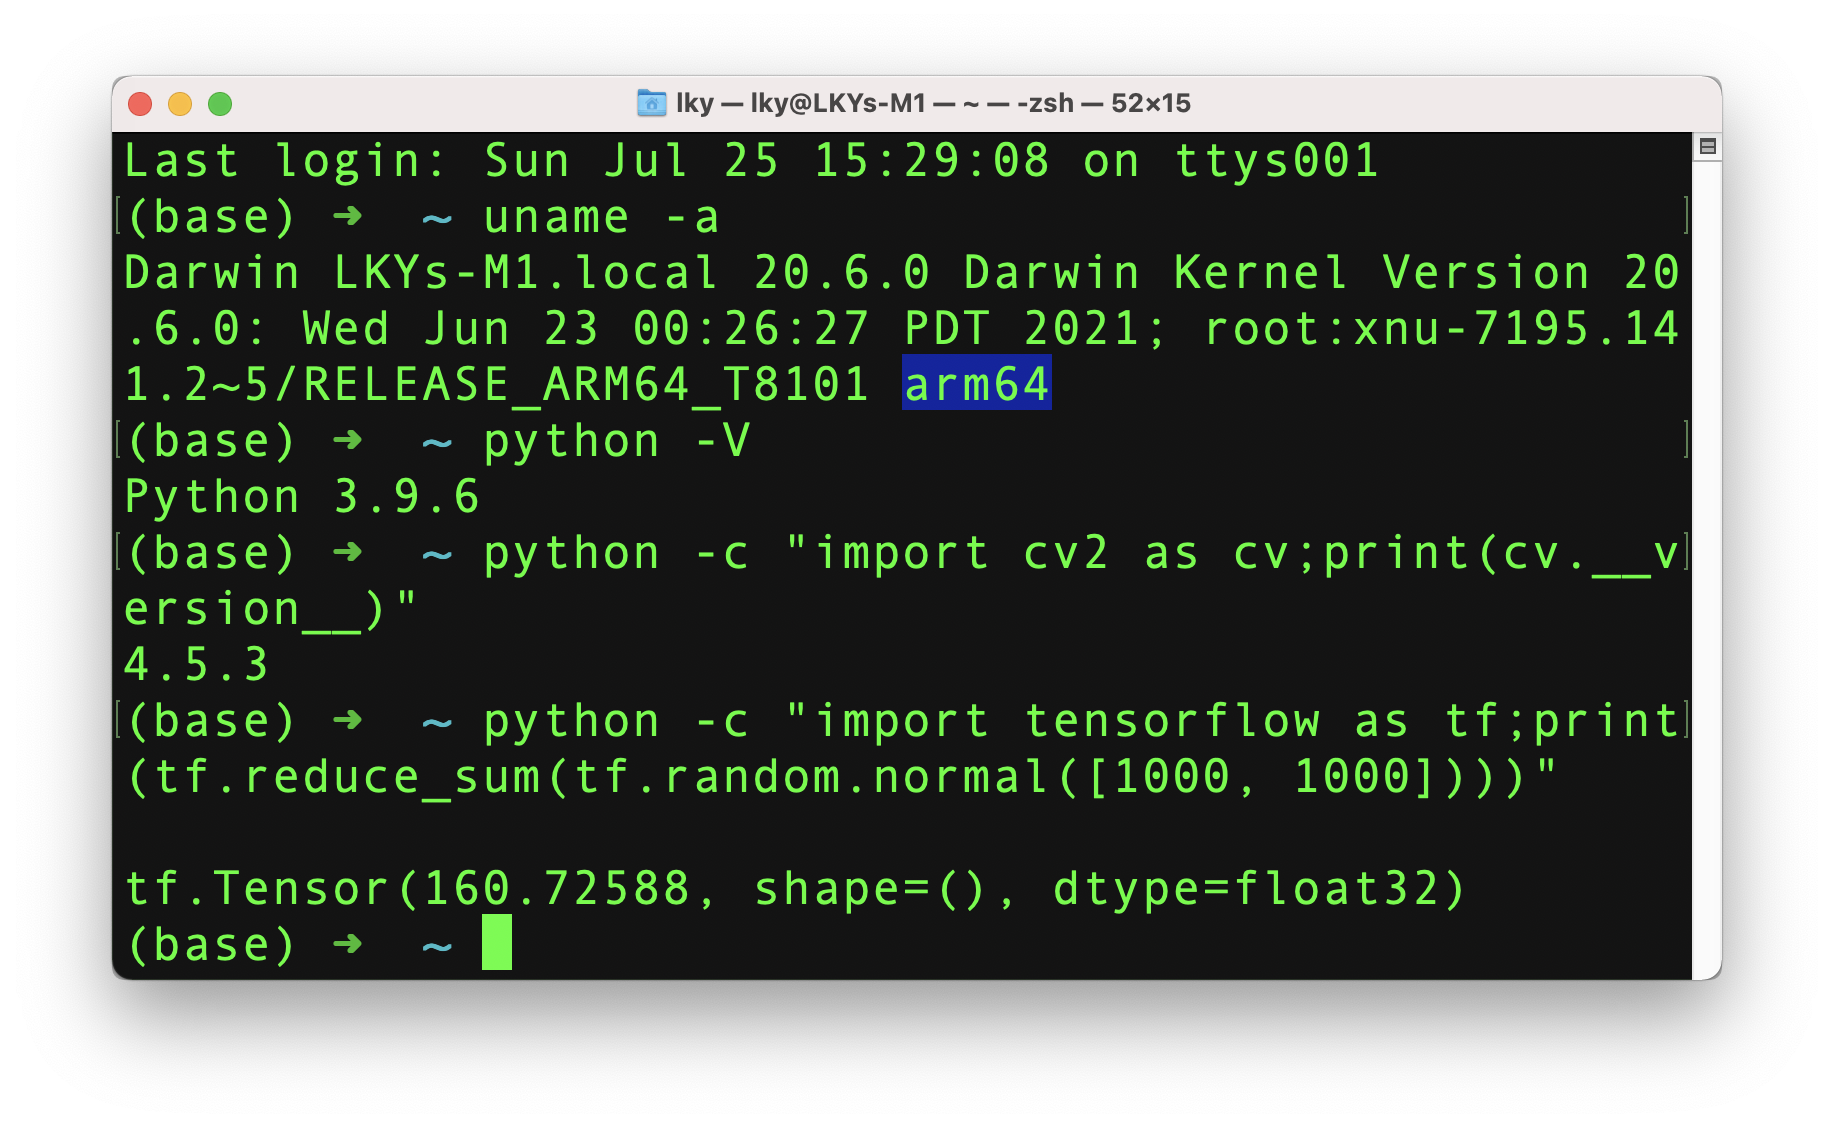 lky — lky@LKYs-M1 — ~ — -zsh — 52×15
Last login: Sun Jul 25 15:29:08 on ttys001
[(base) ➜  ~ uname -a ]
Darwin LKYs-M1.local 20.6.0 Darwin Kernel Version 20
.6.0: Wed Jun 23 00:26:27 PDT 2021; root:xnu-7195.14
1.2~5/RELEASE_ARM64_T8101 arm64
[(base) ➜  ~ python -V ]
Python 3.9.6
[(base) ➜  ~ python -c "import cv2 as cv;print(cv.__v]
ersion__)"
4.5.3
[(base) ➜  ~ python -c "import tensorflow as tf;print]
(tf.reduce_sum(tf.random.normal([1000, 1000])))"

tf.Tensor(160.72588, shape=(), dtype=float32)
(base) ➜  ~